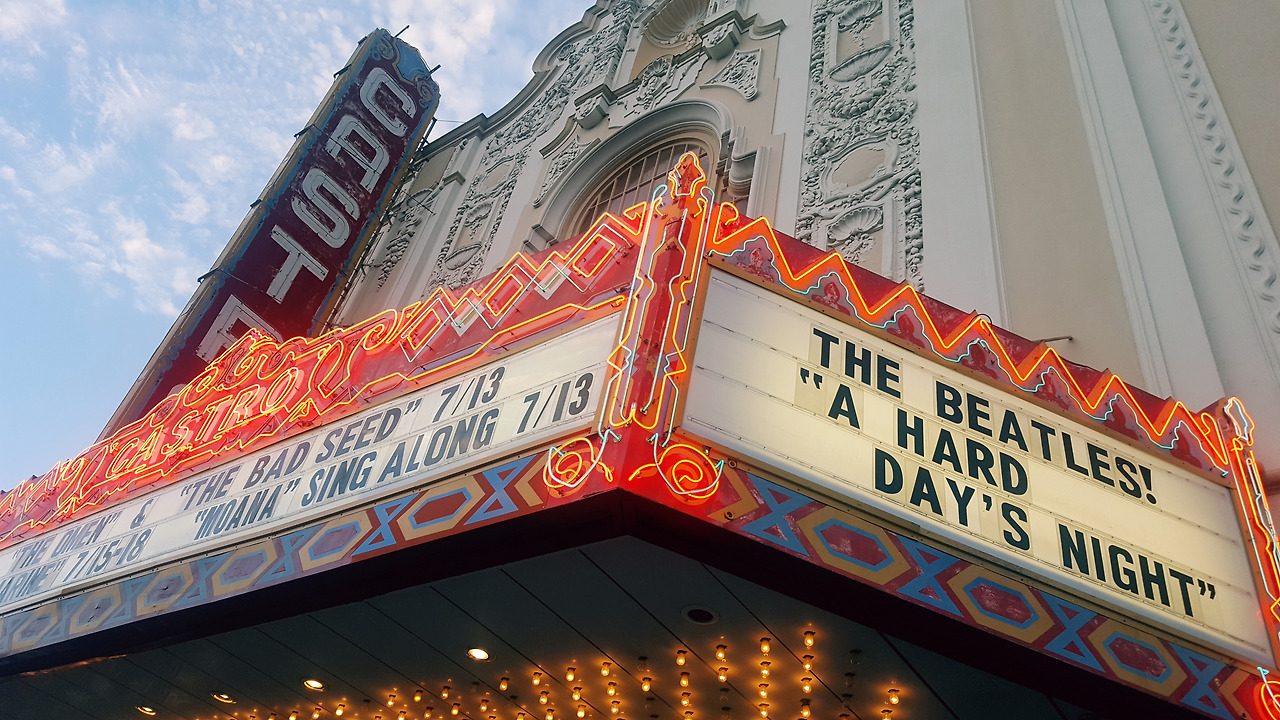 CASTRO
CASTRO
"THE OMEN" & "THE BAD SEED" 7/13
7/15-18 "MOANA" SING ALONG 7/13
THE BEATLES!
"A HARD
DAY'S NIGHT"